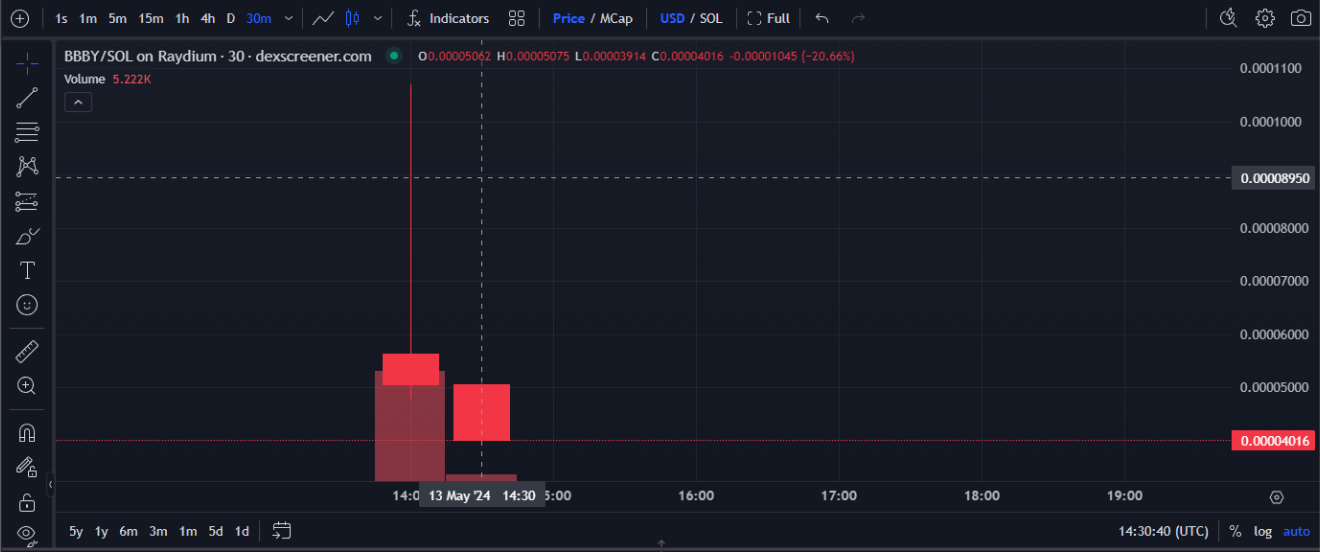 1s 1m 5m 15m 1h 4h D 30m Indicators Price / MCap USD / SOL Full
BBBY/SOL on Raydium · 30 · dexscreener.com O0.00005062 H0.00005075 L0.00003914 C0.00004016 -0.00001045 (−20.66%)
Volume 5.222K
0.0001100
0.0001000
0.00008950
0.00008000
0.00007000
0.00006000
0.00005000
0.00004016
14:0 13 May '24 14:30 5:00 16:00 17:00 18:00 19:00
5y 1y 6m 3m 1m 5d 1d 14:30:40 (UTC) % log auto